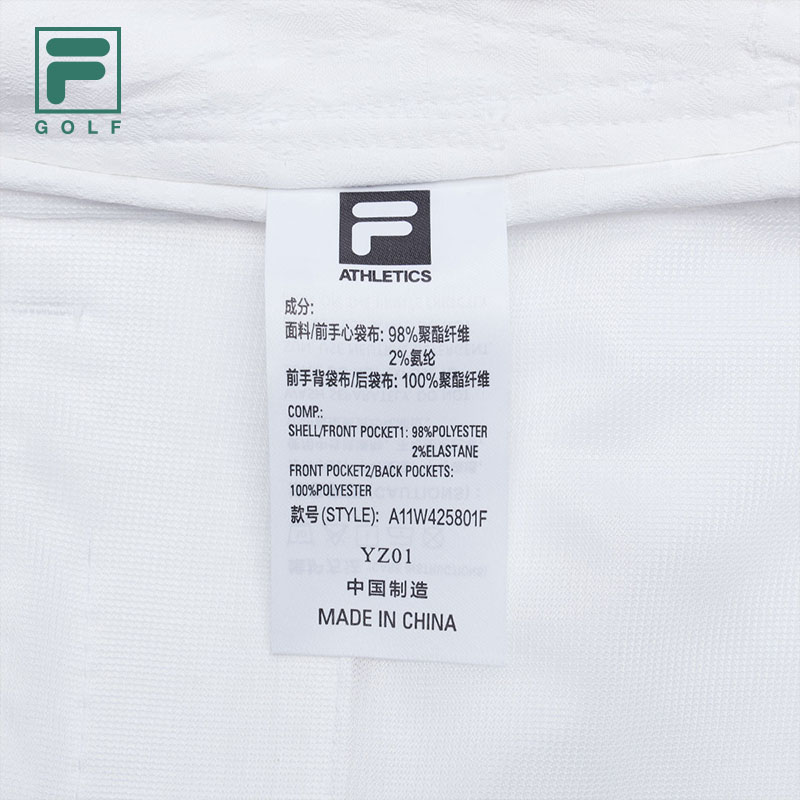 F
GOLF
F
ATHLETICS
成分:
面料/前手心袋布: 98%聚酯纤维
2%氨纶
前手背袋布/后袋布: 100%聚酯纤维
COMP.:
SHELL/FRONT POCKET1: 98%POLYESTER
2%ELASTANE
FRONT POCKET2/BACK POCKETS:
100%POLYESTER
款号(STYLE): A11W425801F
YZ01
中国制造
MADE IN CHINA